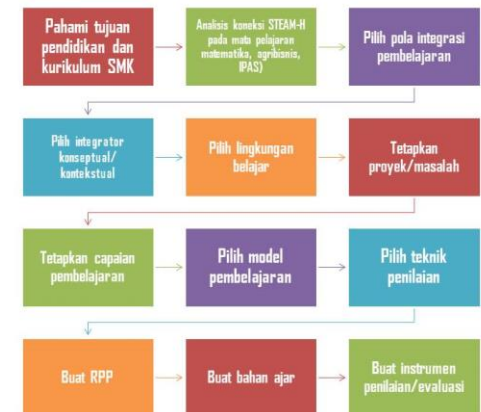 Pahami tujuan
pendidikan dan
kurikulum SMK
Analisis koneksi STEAM-H
pada mata pelajaran
matematika, agribisnis,
IPAS)
Pilih pola integrasi
pembelajaran
Pilih integrator
konseptual/
kontekstual
Pilih lingkungan
belajar
Tetapkan
proyek/masalah
Tetapkan capaian
pembelajaran
Pilih model
pembelajaran
Pilih teknik
penilaian
Buat RPP
Buat bahan ajar
Buat instrumen
penilaian/evaluasi